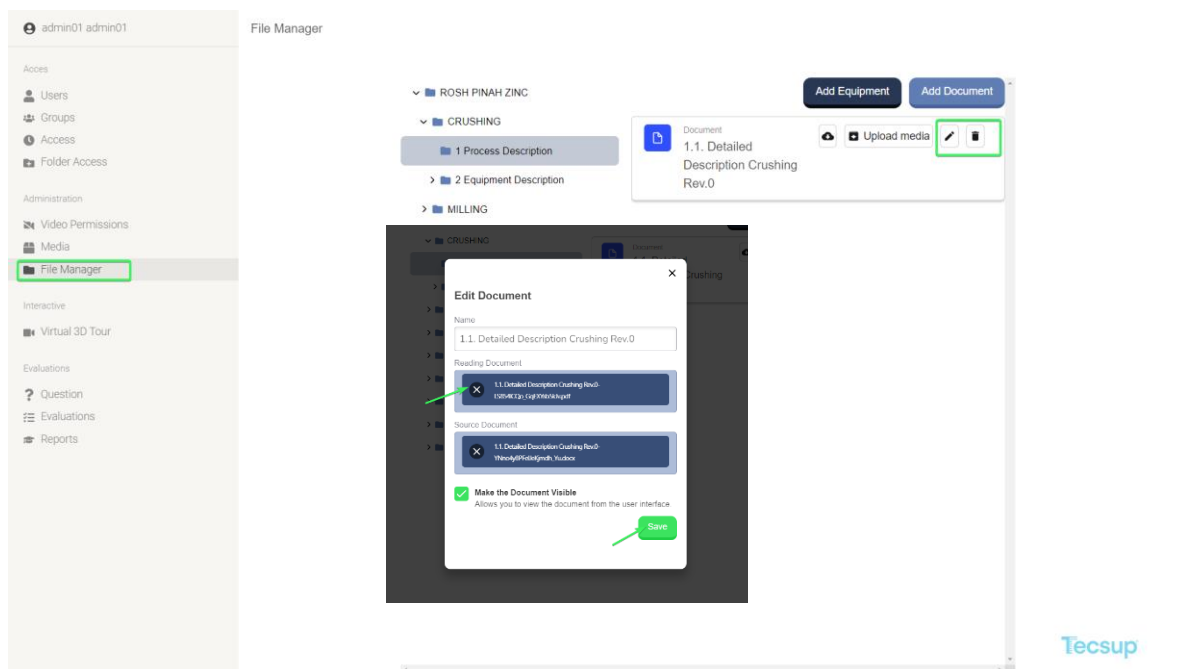 admin01 admin01
File Manager
Acces
Users
Groups
Access
Folder Access
Administration
Video Permissions
Media
File Manager
Interactive
Virtual 3D Tour
Evaluations
Question
Evaluations
Reports
ROSH PINAH ZINC
CRUSHING
1 Process Description
2 Equipment Description
MILLING
Add Equipment
Add Document
Document
1.1. Detailed
Description Crushing
Rev.0
Upload media
CRUSHING
Document
Crushing
Edit Document
Name
1.1. Detailed Description Crushing Rev.0
Reading Document
1.1. Detailed Description Crushing Rev.0-
Source Document
1.1. Detailed Description Crushing Rev.0-
Make the Document Visible
Allows you to view the document from the user interface
Save
Tecsup